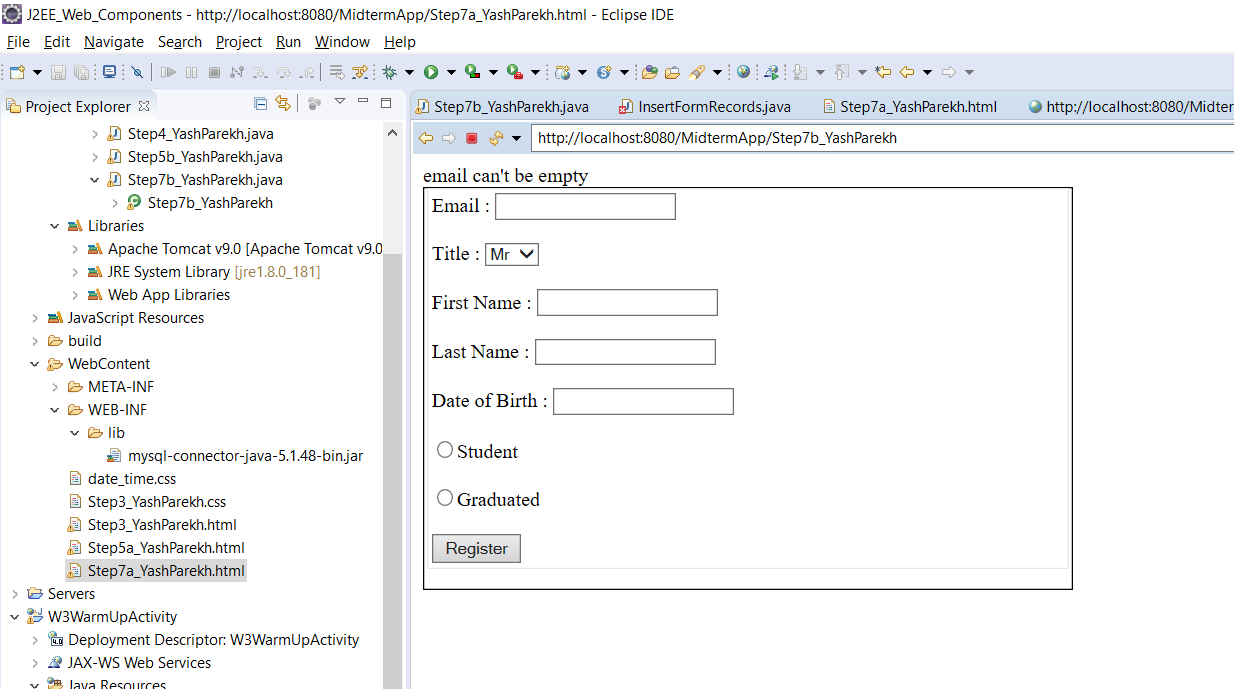 J2EE_Web_Components - http://localhost:8080/MidtermApp/Step7a_YashParekh.html - Eclipse IDE
File Edit Navigate Search Project Run Window Help
Project Explorer
Step4_YashParekh.java
Step5b_YashParekh.java
Step7b_YashParekh.java
Step7b_YashParekh
Libraries
Apache Tomcat v9.0 [Apache Tomcat v9.0
JRE System Library [jre1.8.0_181]
Web App Libraries
JavaScript Resources
build
WebContent
META-INF
WEB-INF
lib
mysql-connector-java-5.1.48-bin.jar
date_time.css
Step3_YashParekh.css
Step3_YashParekh.html
Step5a_YashParekh.html
Step7a_YashParekh.html
Servers
W3WarmUpActivity
Deployment Descriptor: W3WarmUpActivity
JAX-WS Web Services
Java Resources
Step7b_YashParekh.java InsertFormRecords.java Step7a_YashParekh.html http://localhost:8080/Midter
http://localhost:8080/MidtermApp/Step7b_YashParekh
email can't be empty
Email :
Title : Mr
First Name :
Last Name :
Date of Birth :
Student
Graduated
Register